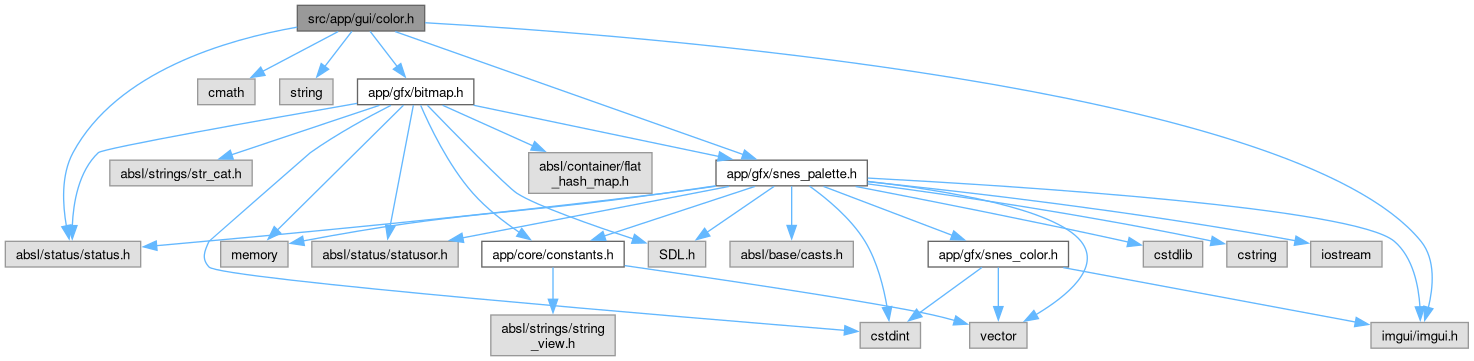 src/app/gui/color.h
cmath
string
app/gfx/bitmap.h
absl/strings/str_cat.h
absl/container/flat
_hash_map.h
app/gfx/snes_palette.h
absl/status/status.h
memory
absl/status/statusor.h
app/core/constants.h
SDL.h
absl/base/casts.h
app/gfx/snes_color.h
cstdlib
cstring
iostream
absl/strings/string
_view.h
cstdint
vector
imgui/imgui.h